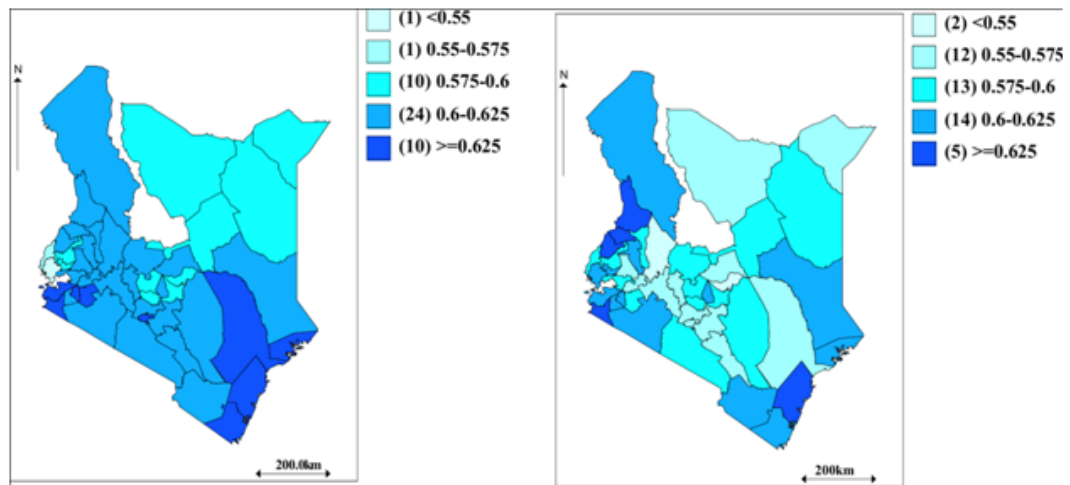 (1) <0.55
(1) 0.55-0.575
(10) 0.575-0.6
(24) 0.6-0.625
(10) >=0.625
N
200.0km
(2) <0.55
(12) 0.55-0.575
(13) 0.575-0.6
(14) 0.6-0.625
(5) >=0.625
N
200km